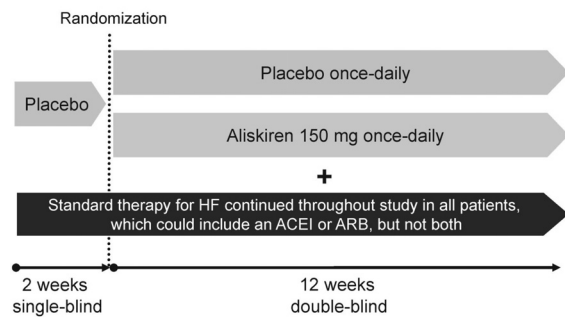 Randomization
Placebo once-daily
Placebo
Aliskiren 150 mg once-daily
+
Standard therapy for HF continued throughout study in all patients,
which could include an ACEI or ARB, but not both
2 weeks
single-blind
12 weeks
double-blind